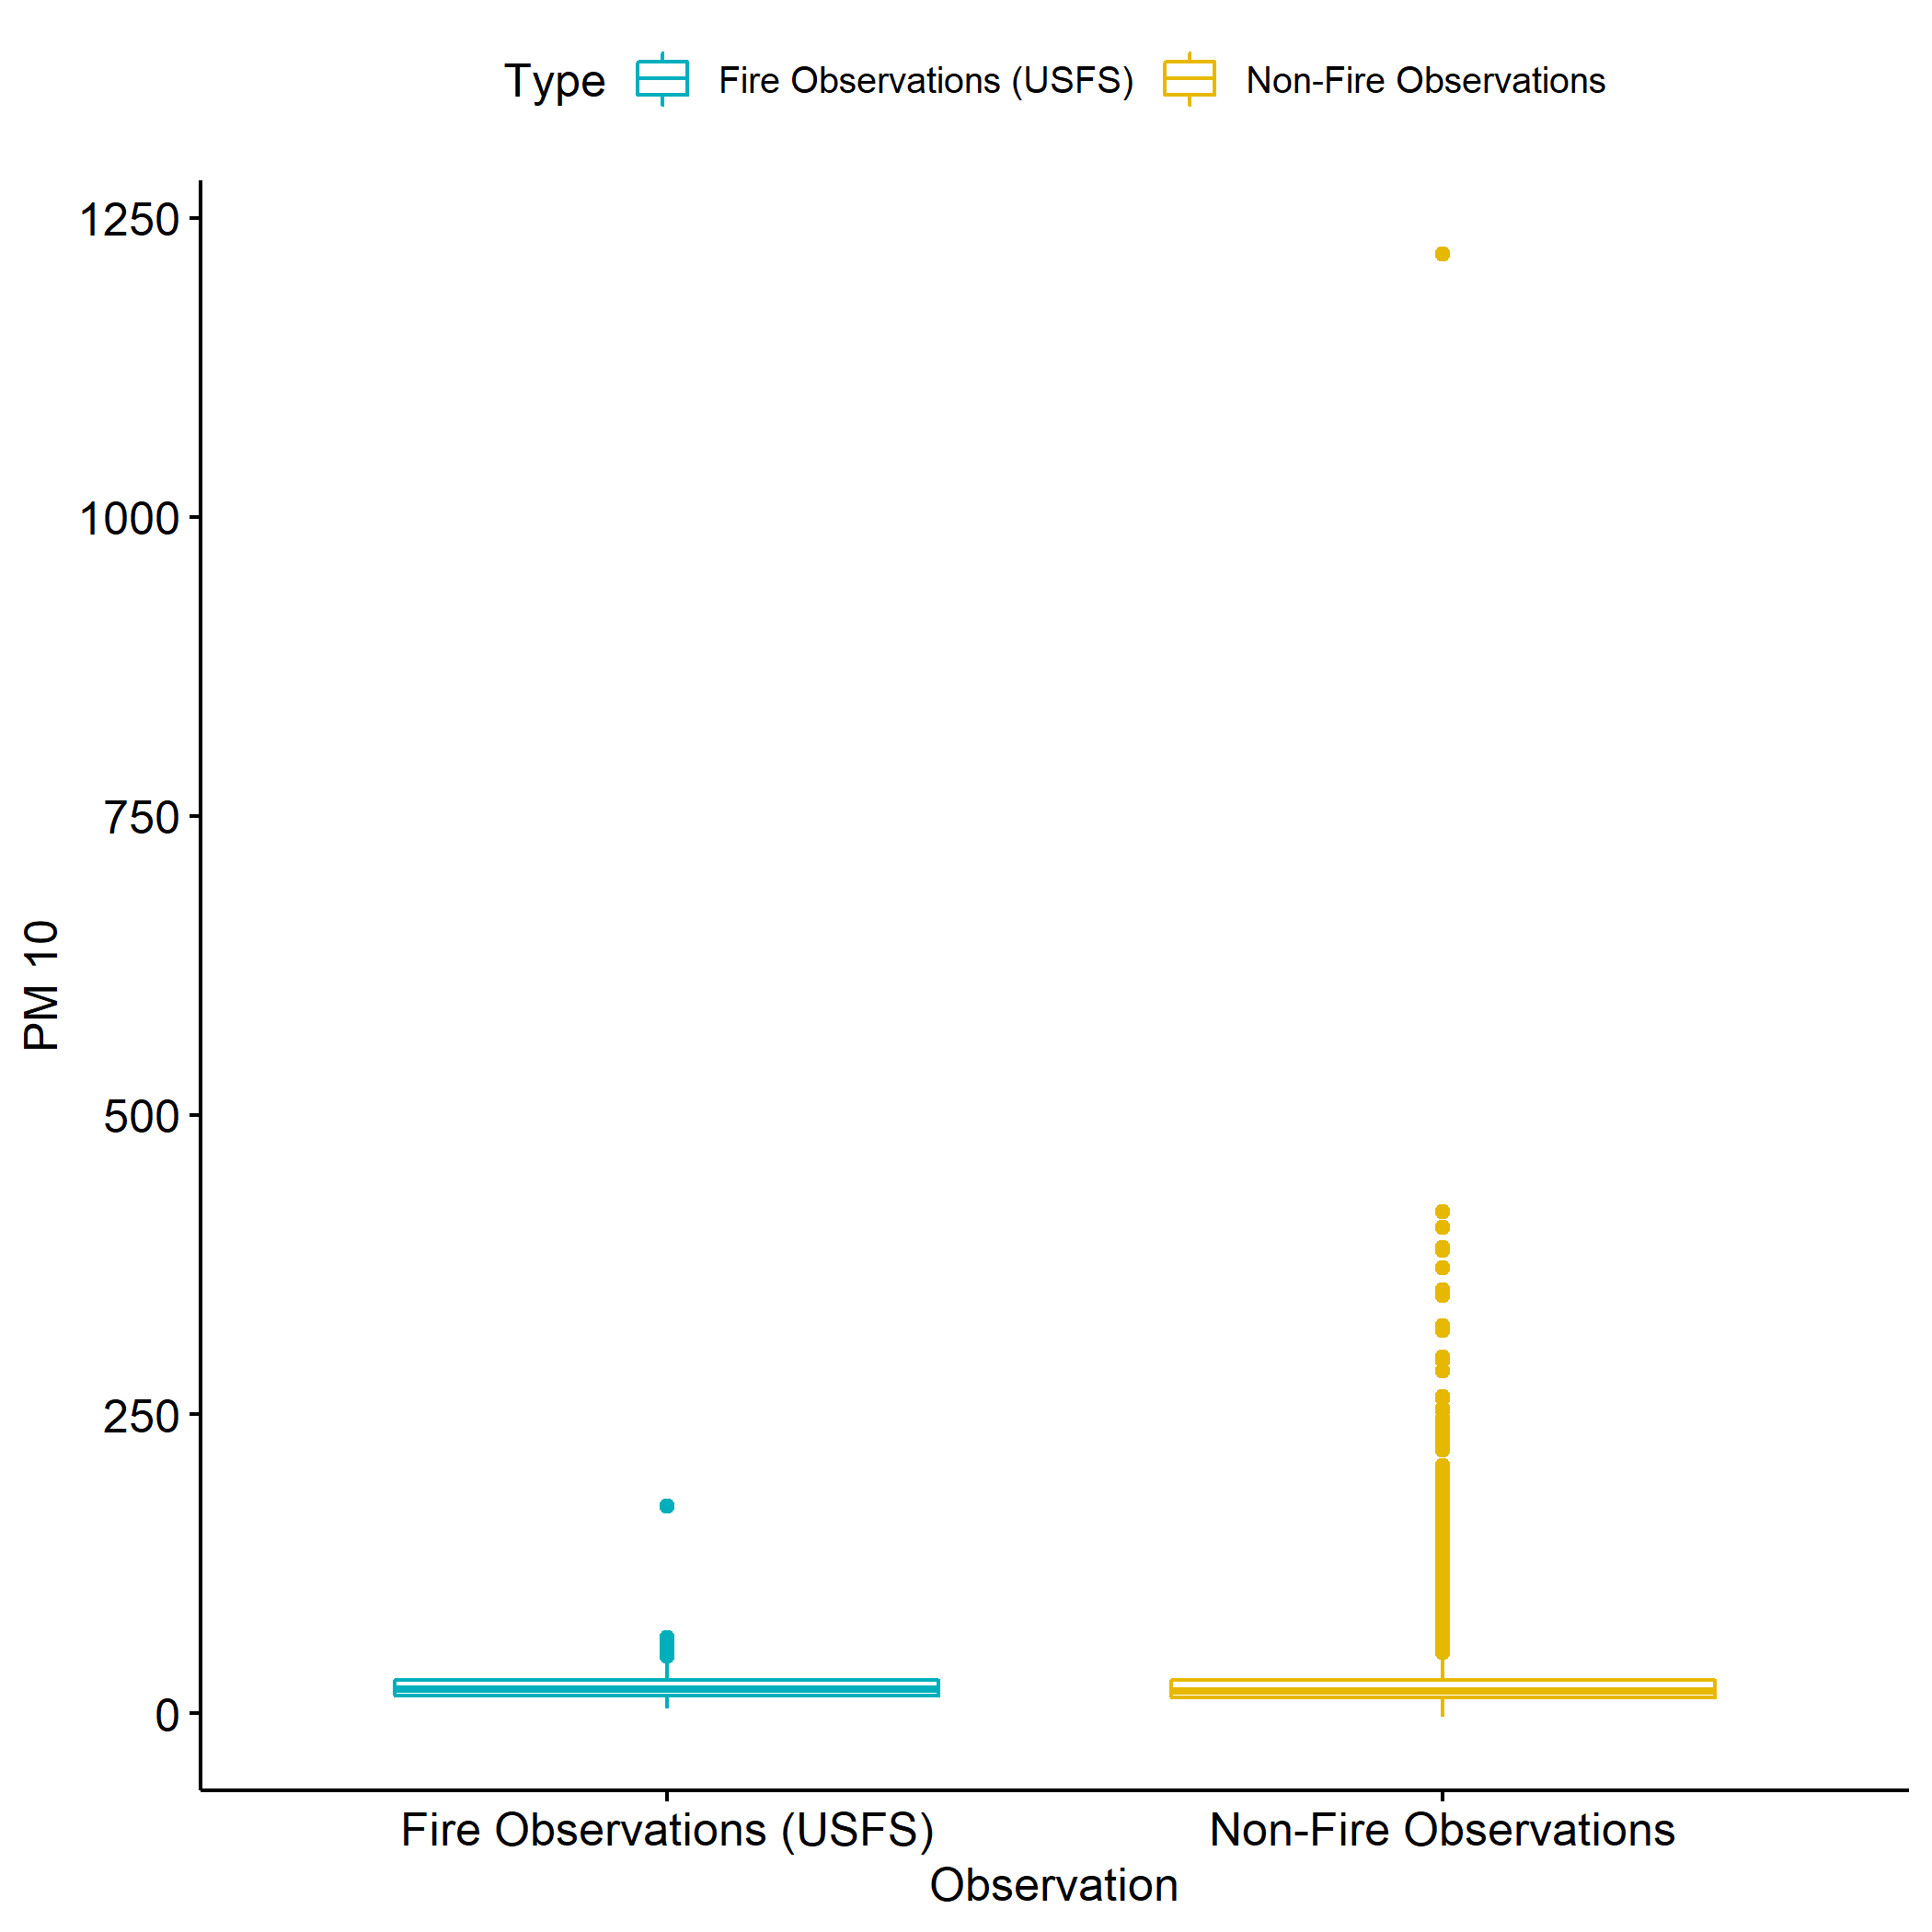 Type Fire Observations (USFS) Non-Fire Observations
1250
1000
750
500
250
0
PM 10
Fire Observations (USFS) Non-Fire Observations
Observation